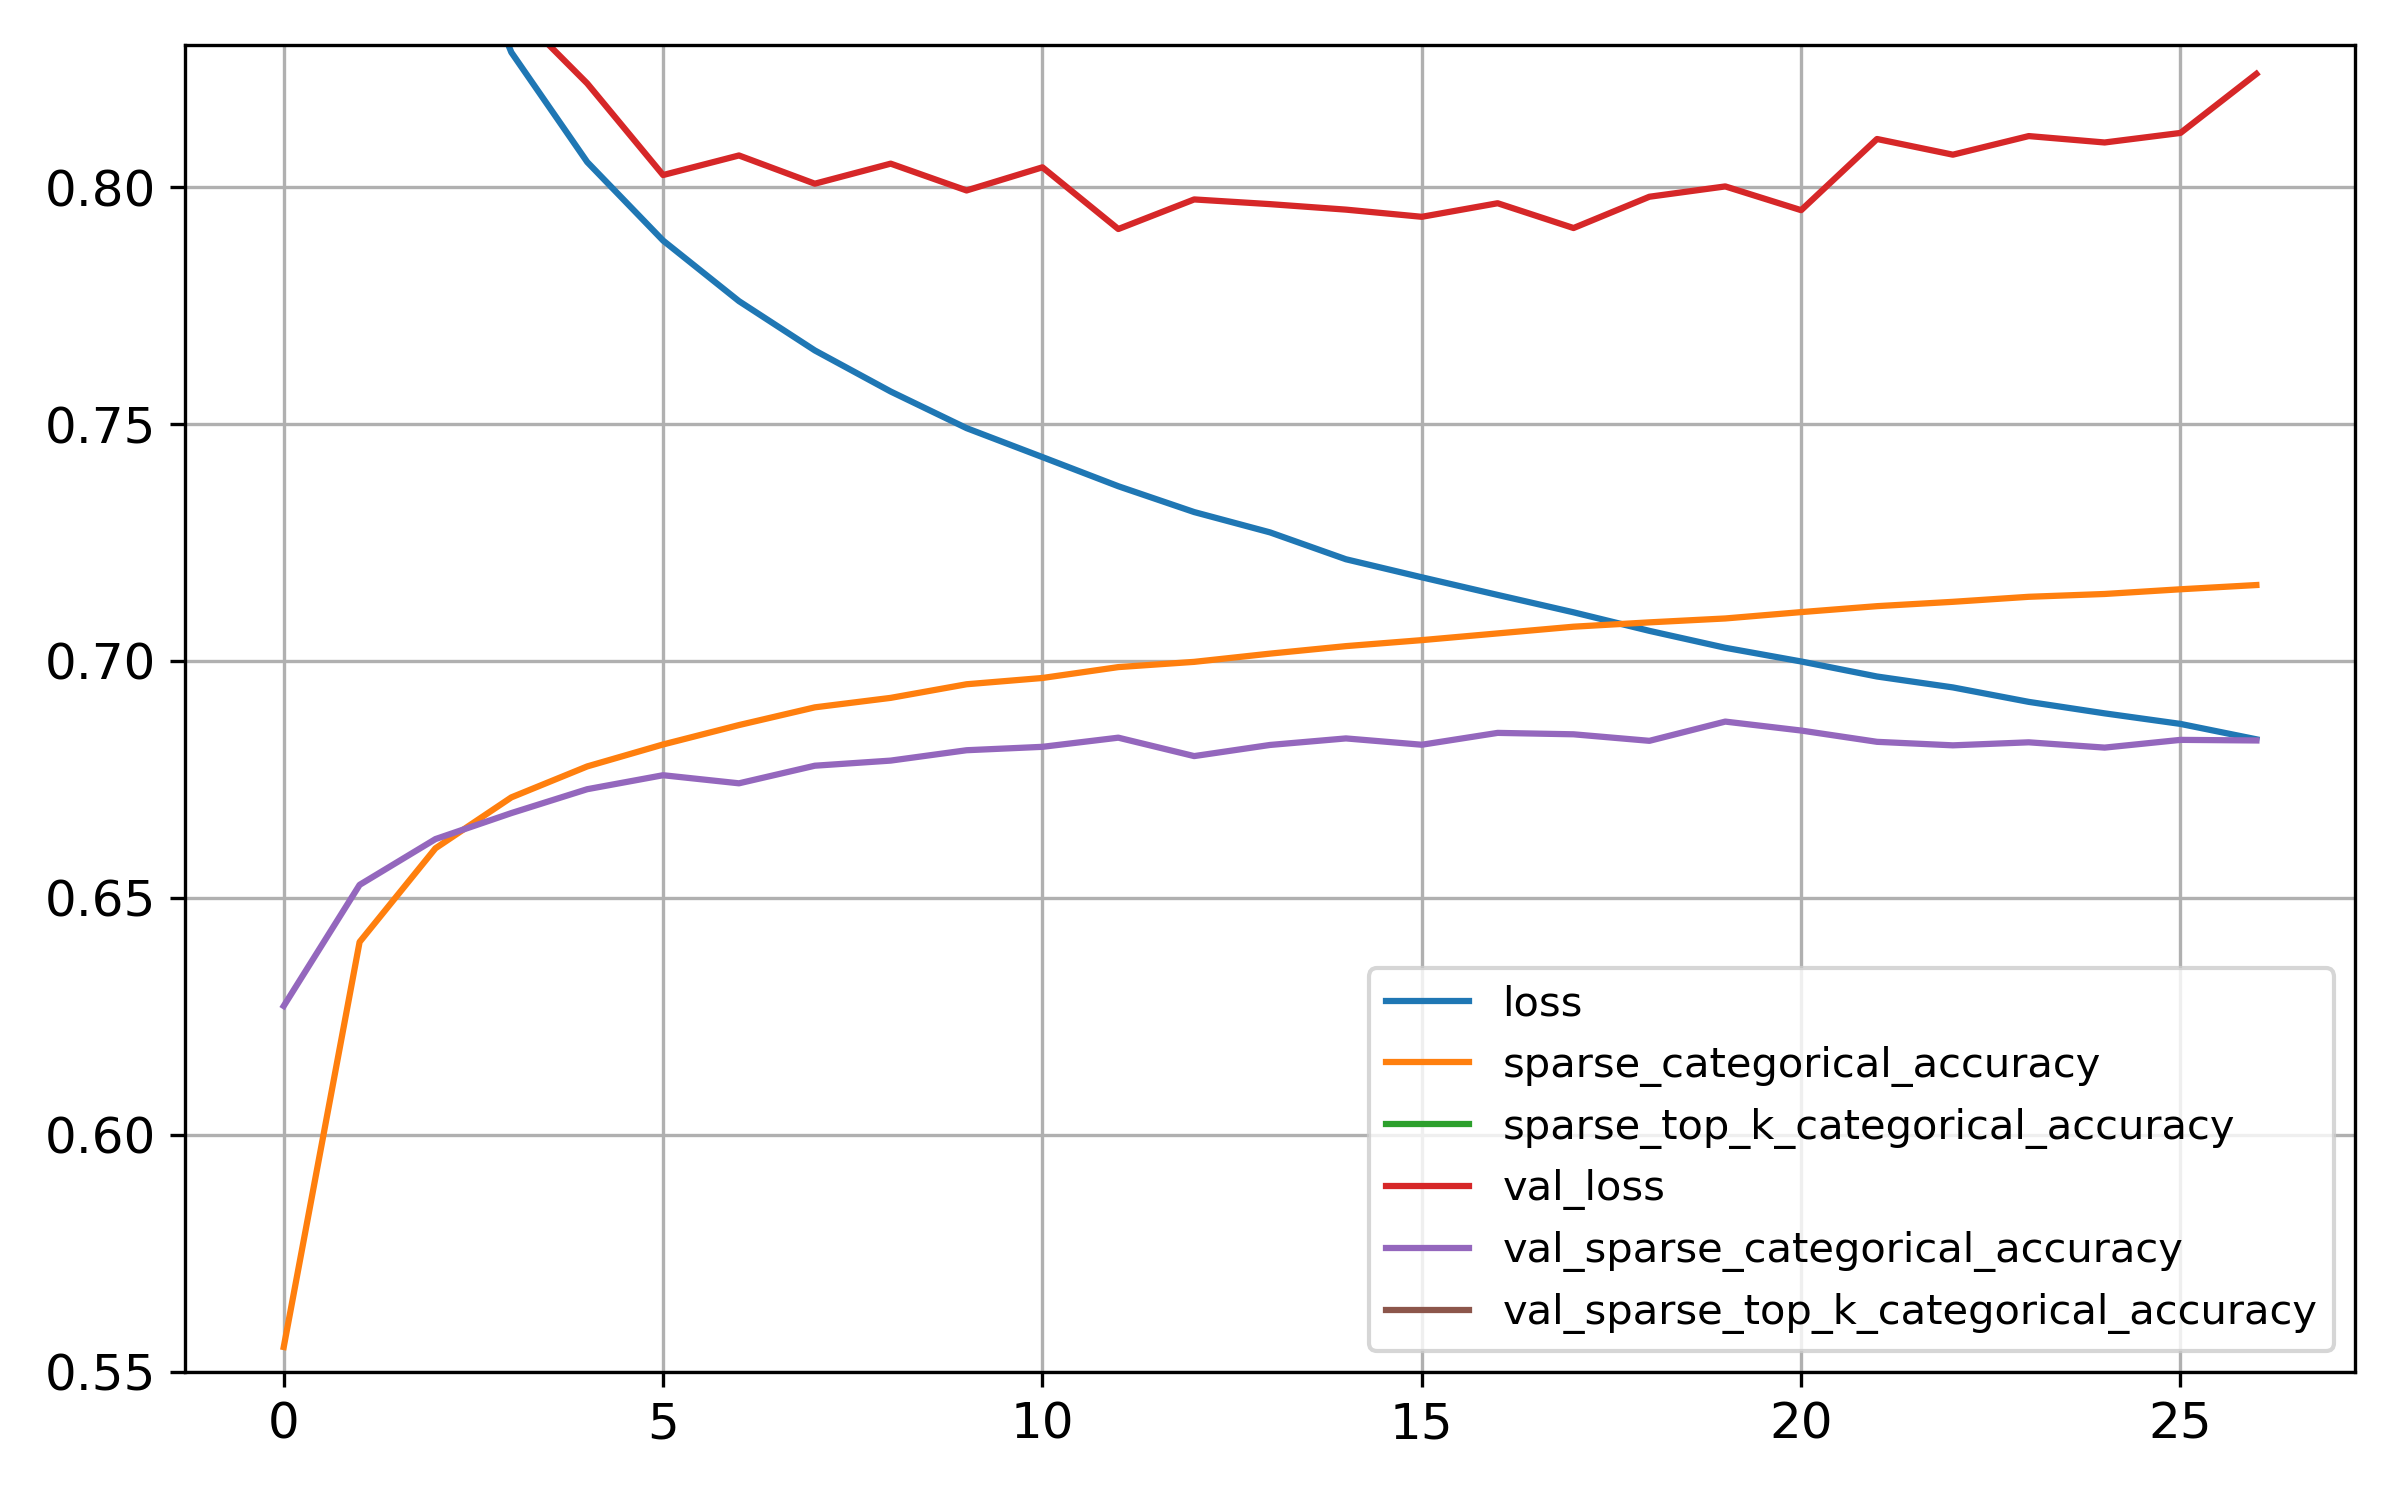 0.80
0.75
0.70
0.65
0.60
0.55
0 5 10 15 20 25
loss
sparse_categorical_accuracy
sparse_top_k_categorical_accuracy
val_loss
val_sparse_categorical_accuracy
val_sparse_top_k_categorical_accuracy